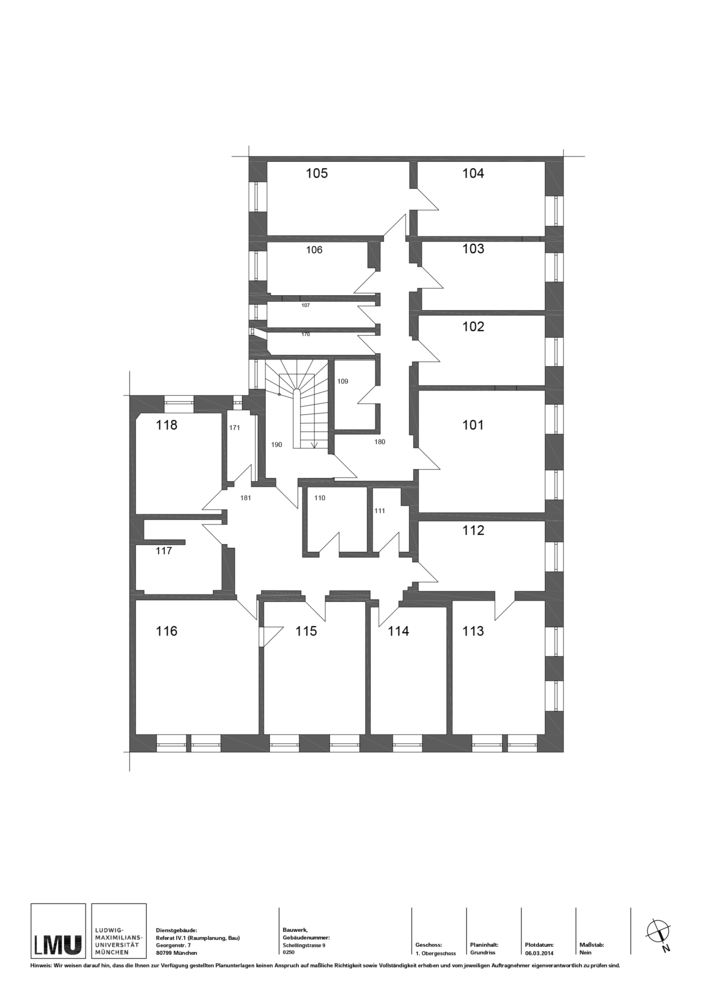 105
104
106
103
107
170
102
109
118
171
101
190
180
181
110
111
117
112
116
115
114
113
LMU
LUDWIG-
MAXIMILIANS-
UNIVERSITÄT
MÜNCHEN
Dienstgebäude:
Referat IV.1 (Raumplanung, Bau)
Georgenstr. 7
80799 München
Bauwerk,
Gebäudenummer:
Schellingstrasse 9
0250
Geschoss:
1. Obergeschoss
Planinhalt:
Grundriss
Plotdatum:
06.03.2014
Maßstab:
Nein
N
Hinweis: Wir weisen darauf hin, dass die Ihnen zur Verfügung gestellten Planunterlagen keinen Anspruch auf maßliche Richtigkeit sowie Vollständigkeit erheben und vom jeweiligen Auftragnehmer eigenverantwortlich zu prüfen sind.